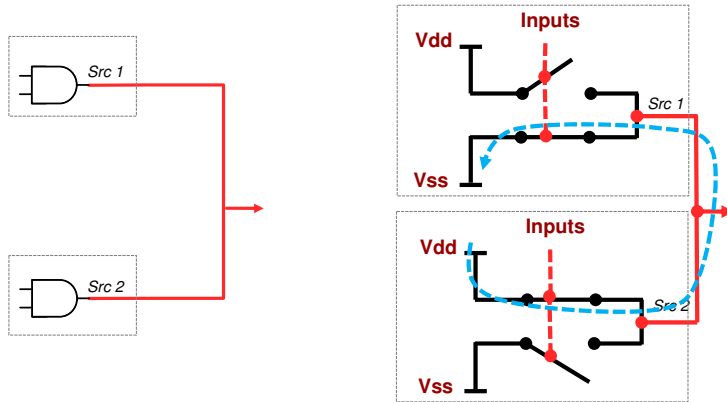 Src 1
Src 2
Inputs
Vdd
Src 1
Vss
Inputs
Vdd
Src 2
Vss